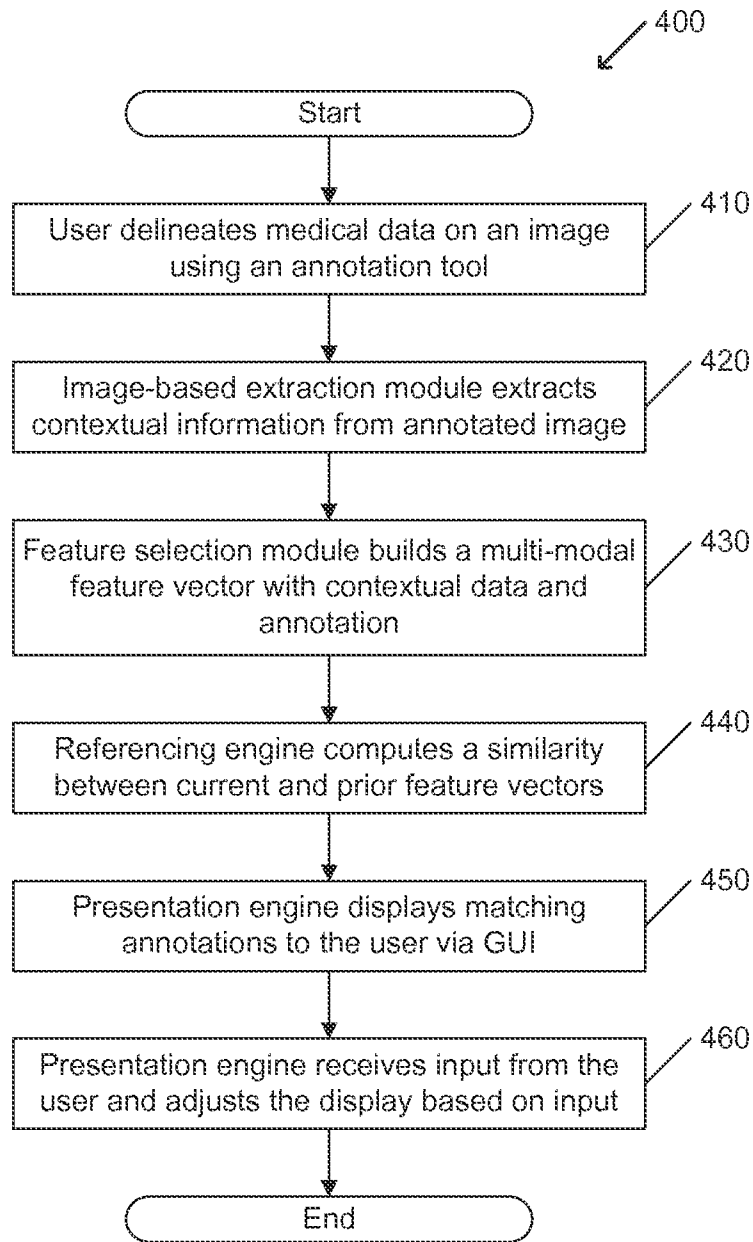 400
Start
410
User delineates medical data on an image
using an annotation tool
420
Image-based extraction module extracts
contextual information from annotated image
430
Feature selection module builds a multi-modal
feature vector with contextual data and
annotation
440
Referencing engine computes a similarity
between current and prior feature vectors
450
Presentation engine displays matching
annotations to the user via GUI
460
Presentation engine receives input from the
user and adjusts the display based on input
End